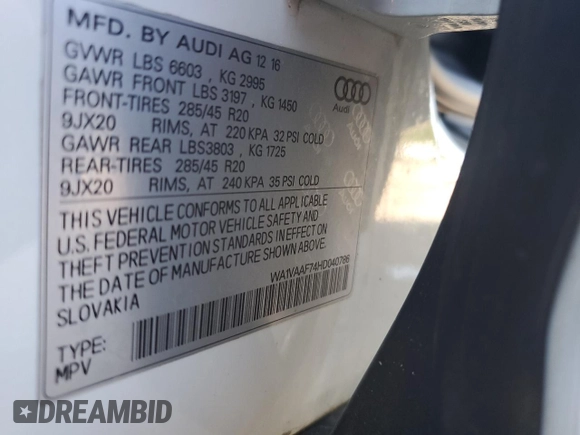 MFD. BY AUDI AG 12 16
GVWR LBS 6603 , KG 2995
GAWR FRONT LBS 3197 , KG 1450
FRONT-TIRES 285/45 R20
9JX20 RIMS, AT 220 KPA 32 PSI COLD
GAWR REAR LBS3803 , KG 1725
REAR-TIRES 285/45 R20
9JX20 RIMS, AT 240 KPA 35 PSI COLD
Audi
THIS VEHICLE CONFORMS TO ALL APPLICABLE
U.S. FEDERAL MOTOR VEHICLE SAFETY AND
THEFT PREVENTION STANDARDS IN EFFECT ON
THE DATE OF MANUFACTURE SHOWN ABOVE.
SLOVAKIA
WA1VAAF74HD040786
TYPE:
MPV
DREAMBID